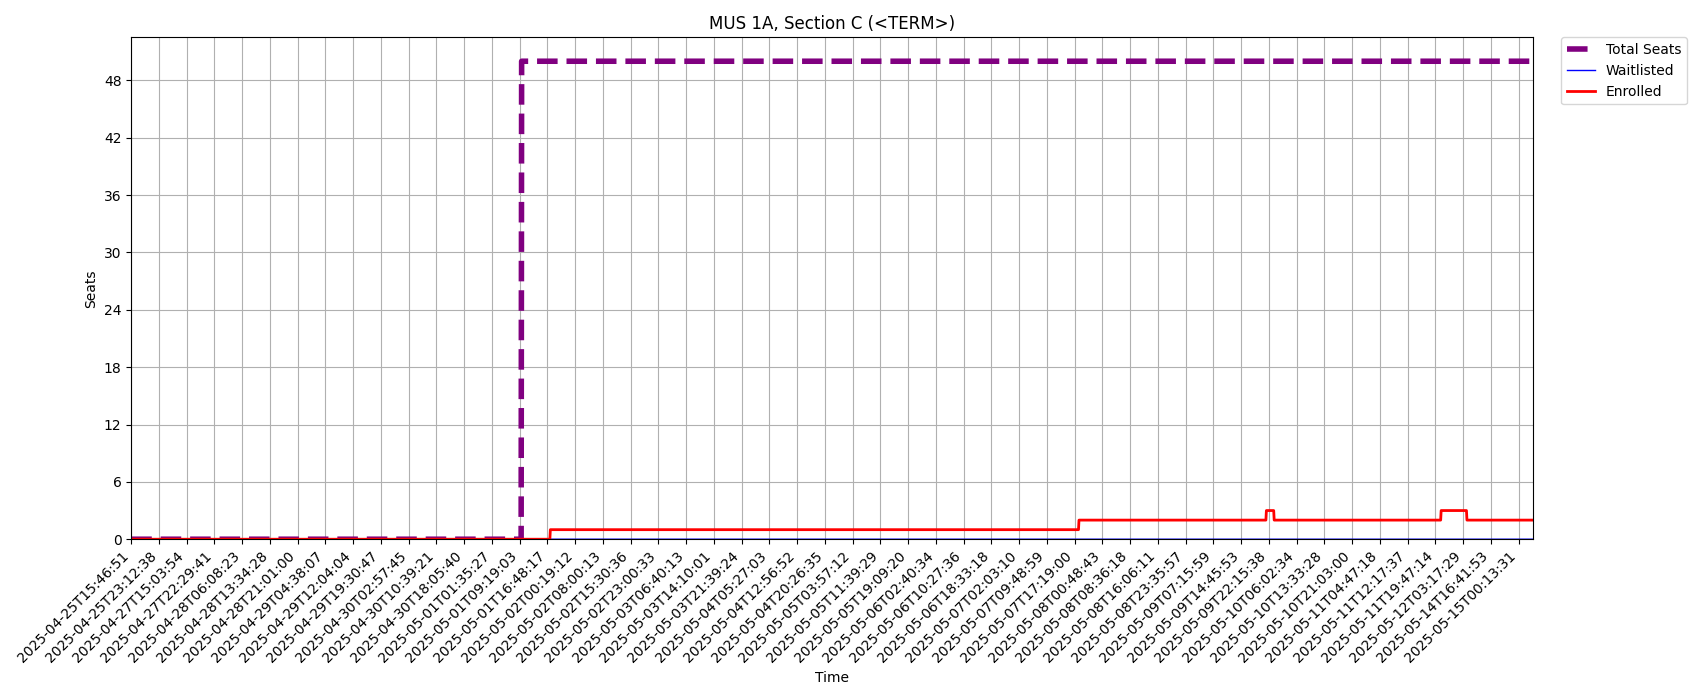 MUS 1A, Section C (<TERM>)
Total Seats
Waitlisted
Enrolled
Seats
48
42
36
30
24
18
12
6
0
2025-04-25T15:46:51
2025-04-25T23:12:38
2025-04-27T15:03:54
2025-04-27T22:29:41
2025-04-28T06:08:23
2025-04-28T13:34:28
2025-04-28T21:01:00
2025-04-29T04:38:07
2025-04-29T12:04:04
2025-04-29T19:30:47
2025-04-30T02:57:45
2025-04-30T10:39:21
2025-04-30T18:05:40
2025-05-01T01:35:27
2025-05-01T09:19:03
2025-05-01T16:48:17
2025-05-02T00:19:12
2025-05-02T08:00:13
2025-05-02T15:30:36
2025-05-02T23:00:33
2025-05-03T06:40:13
2025-05-03T14:10:01
2025-05-03T21:39:24
2025-05-04T05:27:03
2025-05-04T12:56:52
2025-05-04T20:26:35
2025-05-05T03:57:12
2025-05-05T11:39:29
2025-05-05T19:09:20
2025-05-06T02:40:34
2025-05-06T10:27:36
2025-05-06T18:33:18
2025-05-07T02:03:10
2025-05-07T09:48:59
2025-05-07T17:19:00
2025-05-08T00:48:43
2025-05-08T08:36:18
2025-05-08T16:06:11
2025-05-08T23:35:57
2025-05-09T07:15:59
2025-05-09T14:45:53
2025-05-09T22:15:38
2025-05-10T06:02:34
2025-05-10T13:33:28
2025-05-10T21:03:00
2025-05-11T04:47:18
2025-05-11T12:17:37
2025-05-11T19:47:14
2025-05-12T03:17:29
2025-05-14T16:41:53
2025-05-15T00:13:31
Time